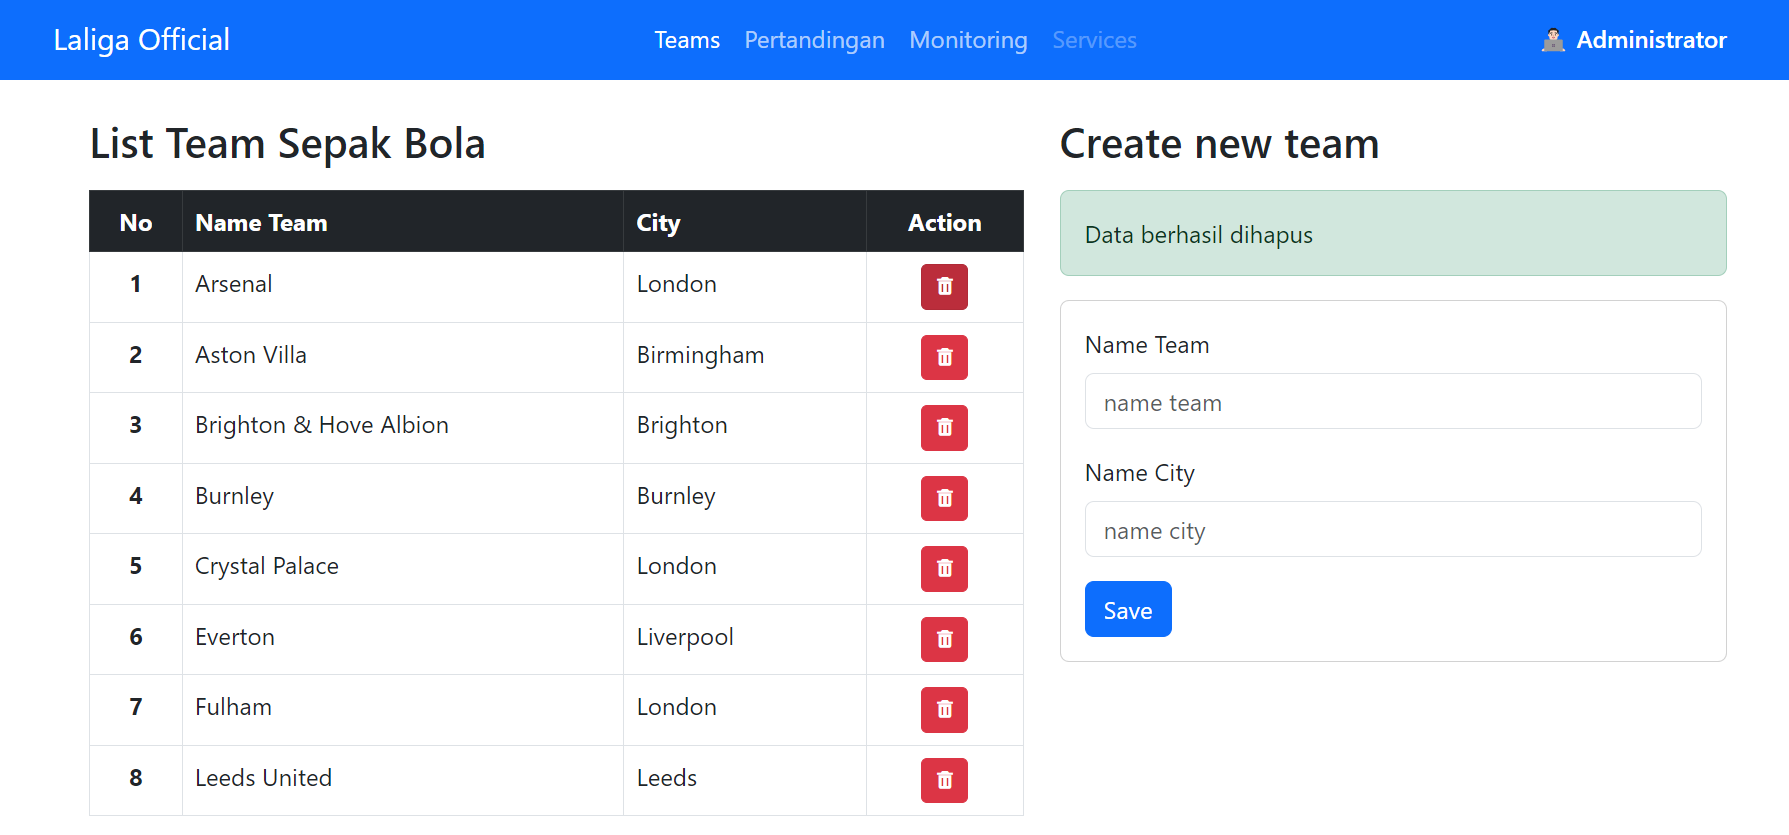 Laliga Official Teams Pertandingan Monitoring Services Administrator
List Team Sepak Bola
No Name Team City Action
1 Arsenal London
2 Aston Villa Birmingham
3 Brighton & Hove Albion Brighton
4 Burnley Burnley
5 Crystal Palace London
6 Everton Liverpool
7 Fulham London
8 Leeds United Leeds
Create new team
Data berhasil dihapus
Name Team
name team
Name City
name city
Save